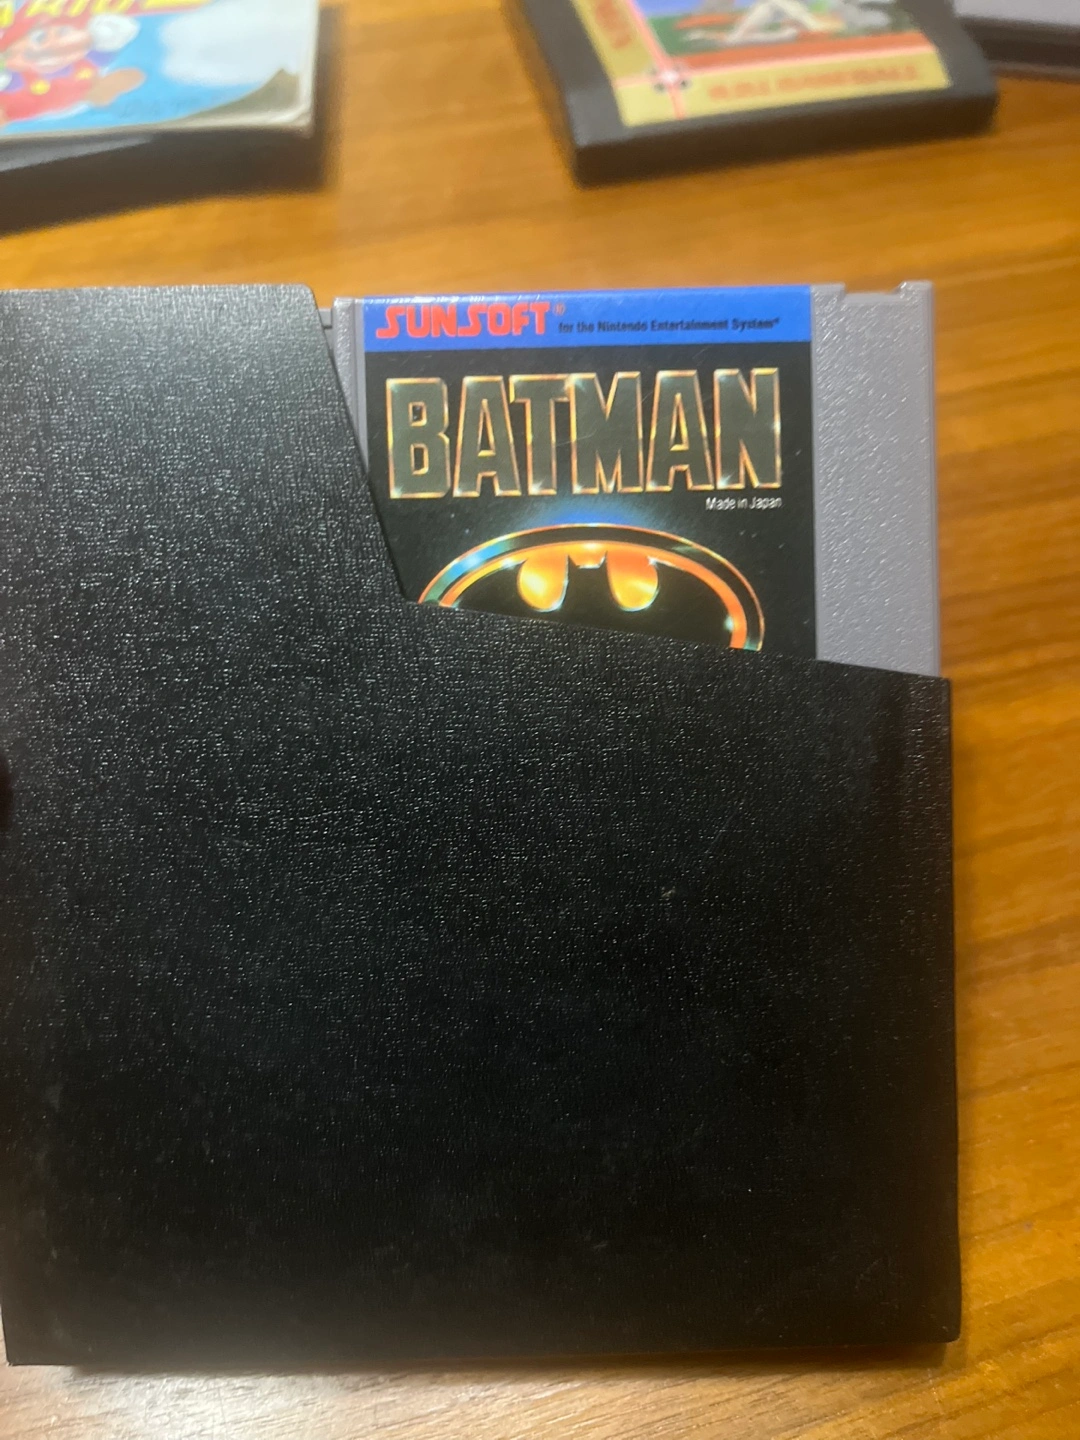 SUNSOFT® for the Nintendo Entertainment System®
BATMAN
Made in Japan